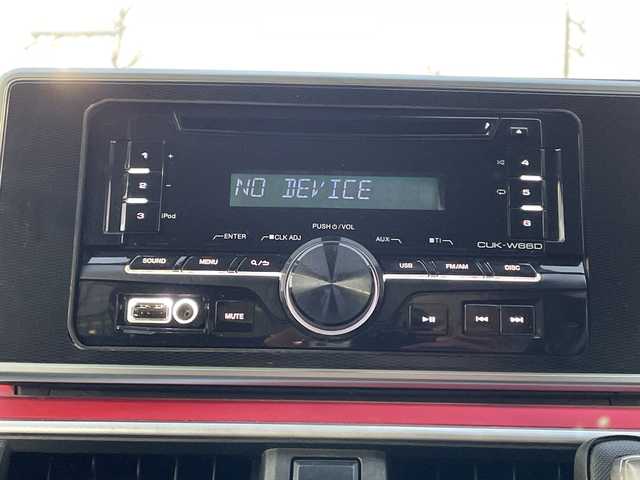 1 +
2 -
3 iPod
4
5
6
NO DEVICE
PUSH /VOL
ENTER ■CLK ADJ AUX ■TI CUK-W66D
SOUND MENU USB FM/AM DISC
MUTE